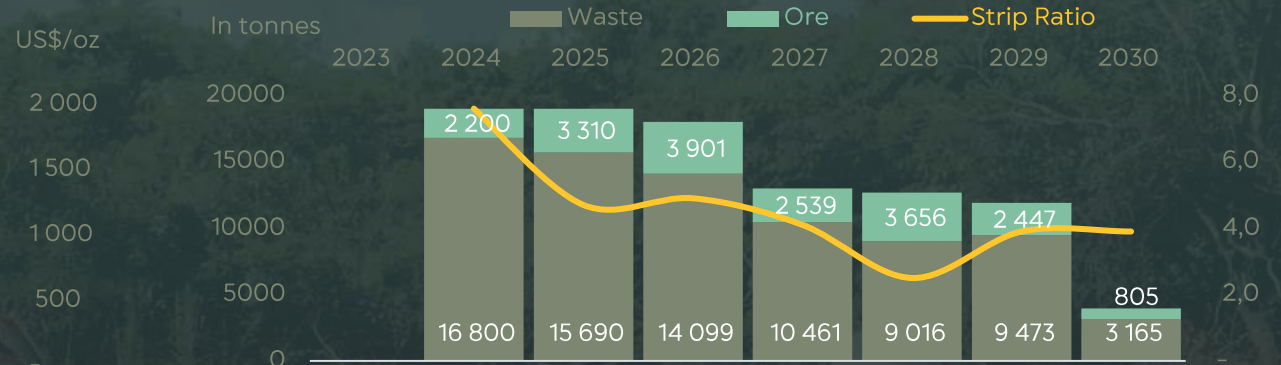 Waste Ore Strip Ratio
US$/oz In tonnes
2023 2024 2025 2026 2027 2028 2029 2030
2 000 20000 8,0
2 200 3 310 3 901
1 500 15000 6,0
2 539 3 656 2 447
1 000 10000 4,0
500 5000 2,0
805
16 800 15 690 14 099 10 461 9 016 9 473 3 165
0